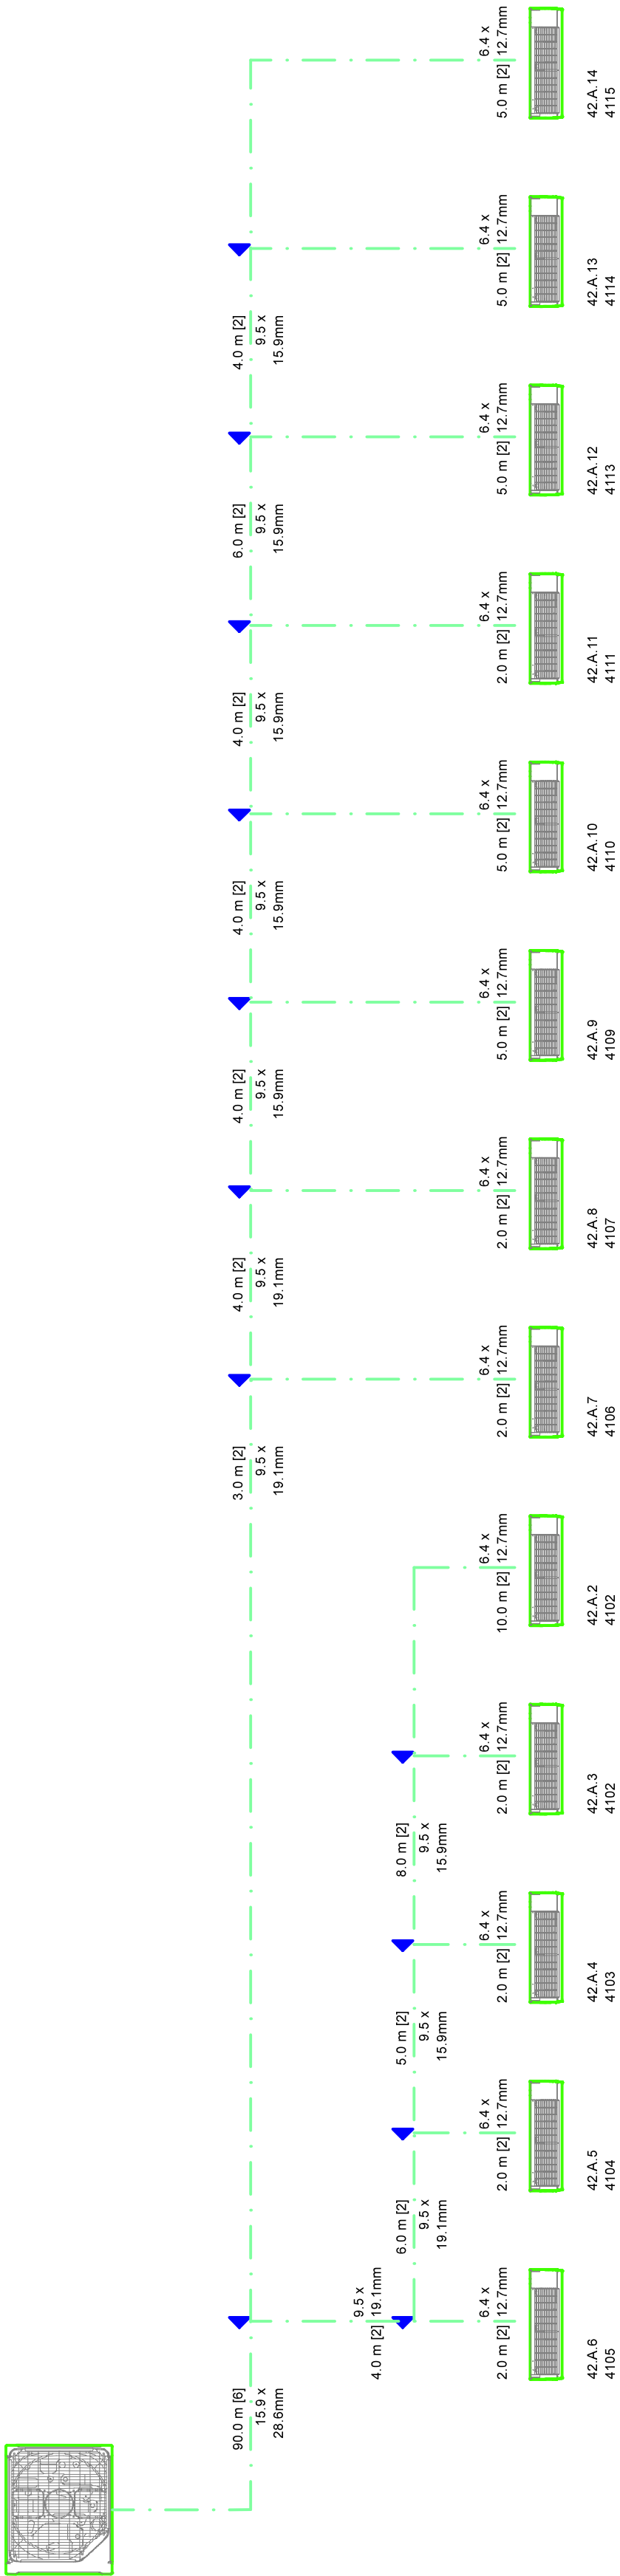 90.0 m [6]
15.9 x
28.6mm
3.0 m [2]
9.5 x
19.1mm
4.0 m [2]
9.5 x
19.1mm
4.0 m [2]
9.5 x
15.9mm
4.0 m [2]
9.5 x
15.9mm
4.0 m [2]
9.5 x
15.9mm
6.0 m [2]
9.5 x
15.9mm
4.0 m [2]
9.5 x
15.9mm
9.5 x
4.0 m [2] 19.1mm
6.0 m [2]
9.5 x
19.1mm
5.0 m [2]
9.5 x
15.9mm
8.0 m [2]
9.5 x
15.9mm
6.4 x
2.0 m [2] 12.7mm
42.A.6
4105
6.4 x
2.0 m [2] 12.7mm
42.A.5
4104
6.4 x
2.0 m [2] 12.7mm
42.A.4
4103
6.4 x
2.0 m [2] 12.7mm
42.A.3
4102
6.4 x
10.0 m [2] 12.7mm
42.A.2
4102
6.4 x
2.0 m [2] 12.7mm
42.A.7
4106
6.4 x
2.0 m [2] 12.7mm
42.A.8
4107
6.4 x
5.0 m [2] 12.7mm
42.A.9
4109
6.4 x
5.0 m [2] 12.7mm
42.A.10
4110
6.4 x
2.0 m [2] 12.7mm
42.A.11
4111
6.4 x
5.0 m [2] 12.7mm
42.A.12
4113
6.4 x
5.0 m [2] 12.7mm
42.A.13
4114
6.4 x
5.0 m [2] 12.7mm
42.A.14
4115